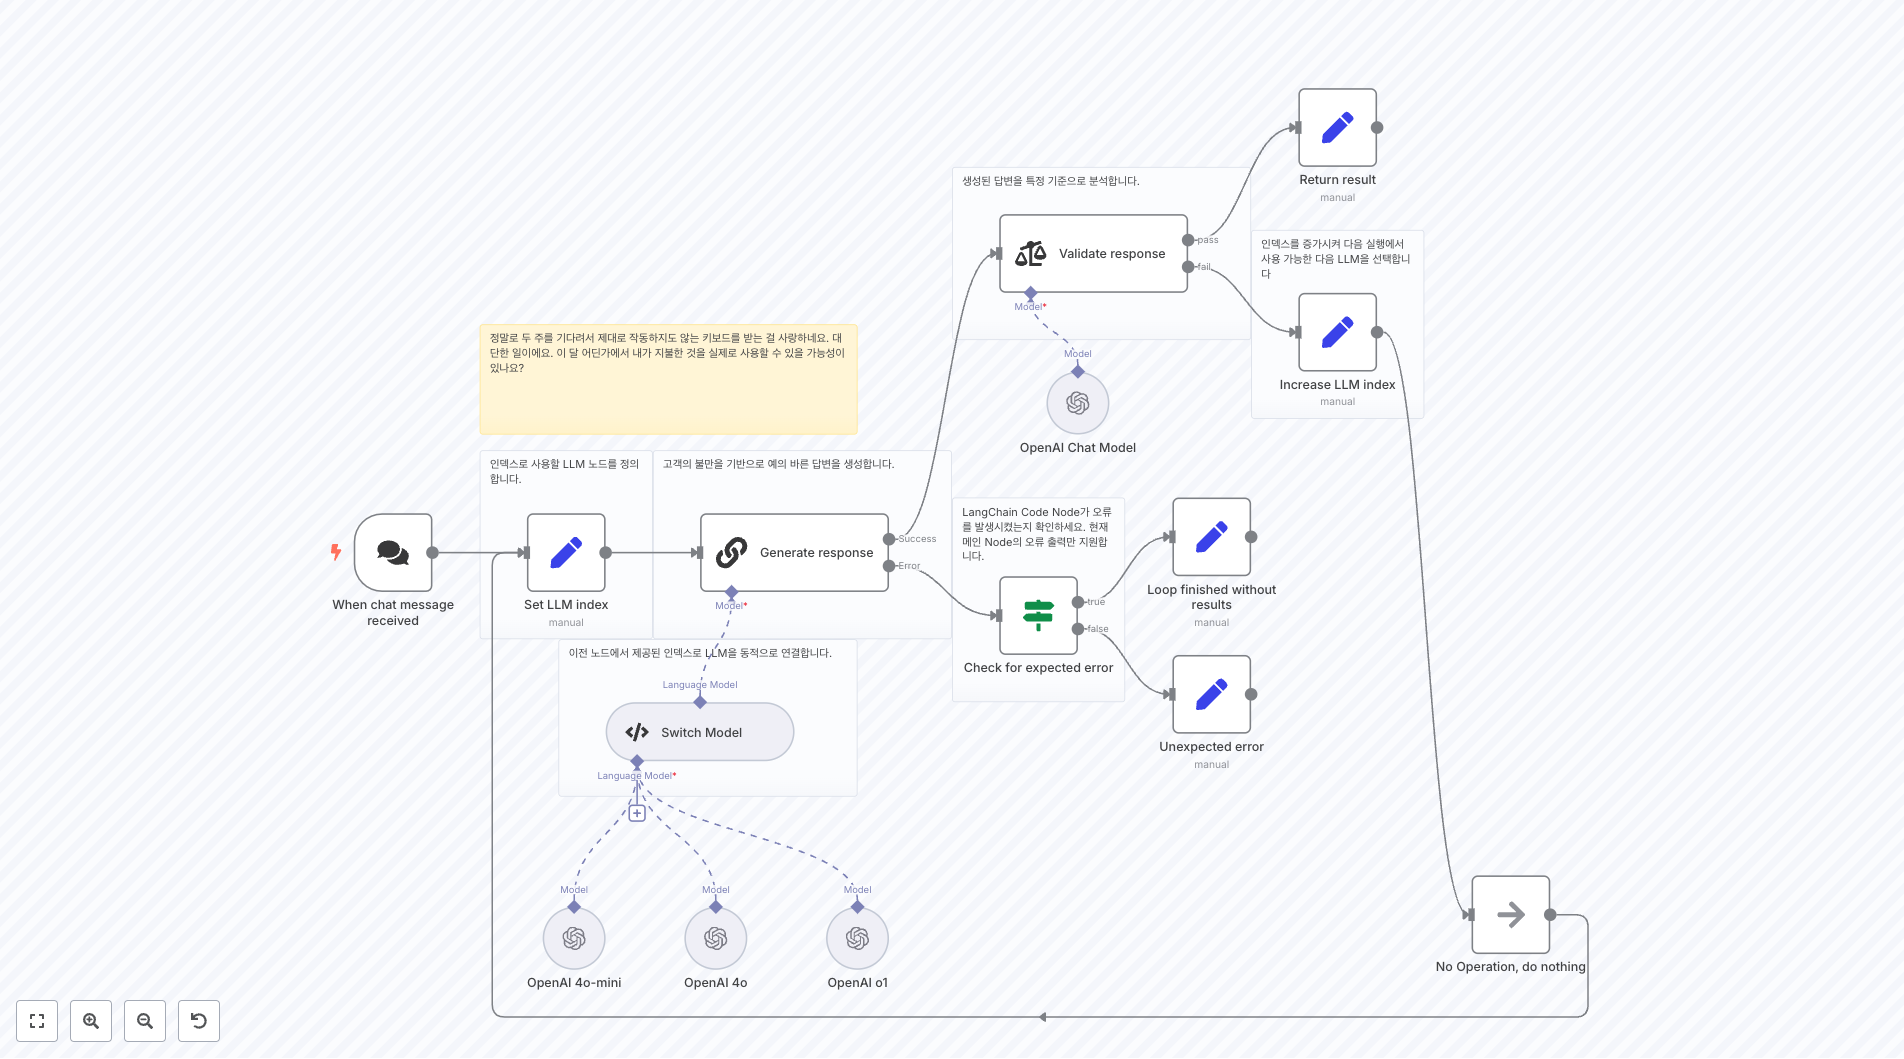 Return result
manual
생성된 답변을 특정 기준으로 분석합니다.
Validate response
pass
fail
Model*
Model
OpenAI Chat Model
인덱스를 증가시켜 다음 실행에서
사용 가능한 다음 LLM을 선택합니
다
Increase LLM index
manual
정말로 두 주를 기다려서 제대로 작동하지도 않는 키보드를 받는 걸 사랑하네요. 대
단한 일이에요. 이 달 어딘가에서 내가 지불한 것을 실제로 사용할 수 있을 가능성이
있나요?
When chat message
received
인덱스로 사용할 LLM 노드를 정의
합니다.
Set LLM index
manual
고객의 불만을 기반으로 예의 바른 답변을 생성합니다.
Generate response
Success
Error
Model*
LangChain Code Node가 오류
를 발생시켰는지 확인하세요. 현재
메인 Node의 오류 출력만 지원합
니다.
true
false
Check for expected error
Loop finished without
results
manual
Unexpected error
manual
이전 노드에서 제공된 인덱스로 LLM을 동적으로 연결합니다.
Language Model
Switch Model
Language Model*
Model
Model
Model
OpenAI 4o-mini
OpenAI 4o
OpenAI o1
No Operation, do nothing